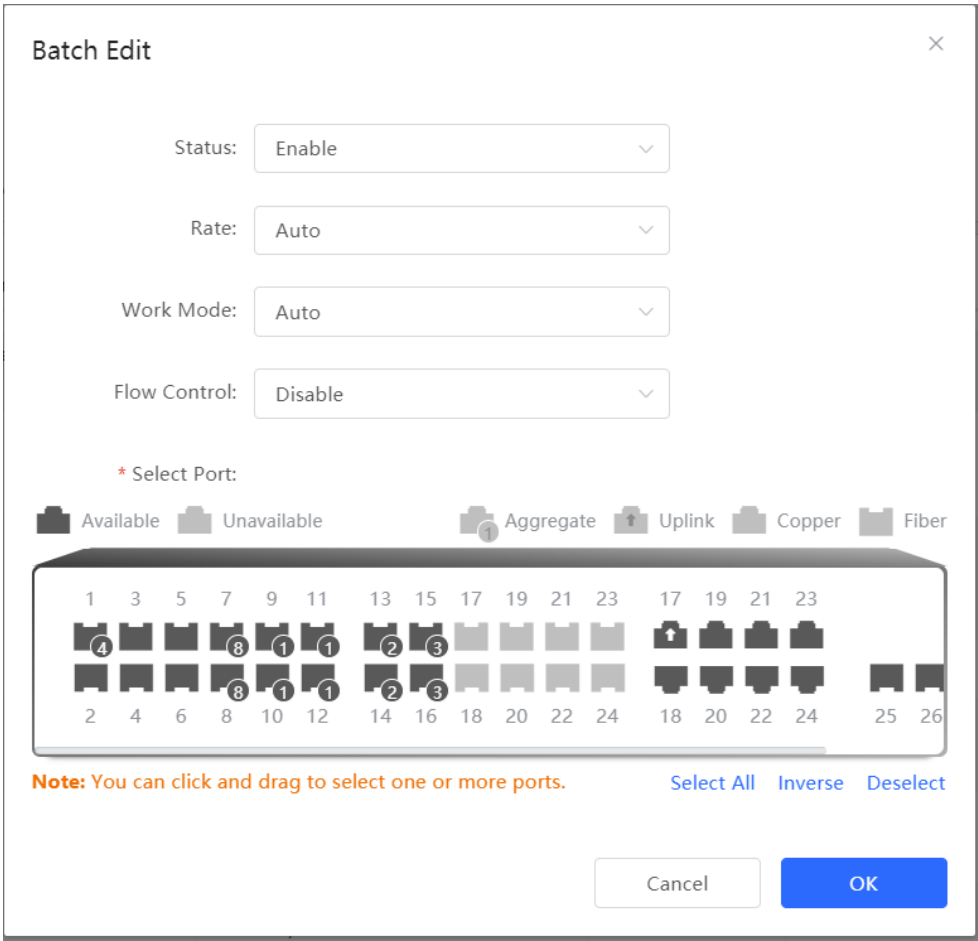 Batch Edit
Status: Enable
Rate: Auto
Work Mode: Auto
Flow Control: Disable
* Select Port:
Available Unavailable 1 Aggregate Uplink Copper Fiber
1 3 5 7 9 11 13 15 17 19 21 23 17 19 21 23
4 8 1 1 2 3
8 1 1 2 3
2 4 6 8 10 12 14 16 18 20 22 24 18 20 22 24 25 26
Note: You can click and drag to select one or more ports. Select All Inverse Deselect
Cancel OK